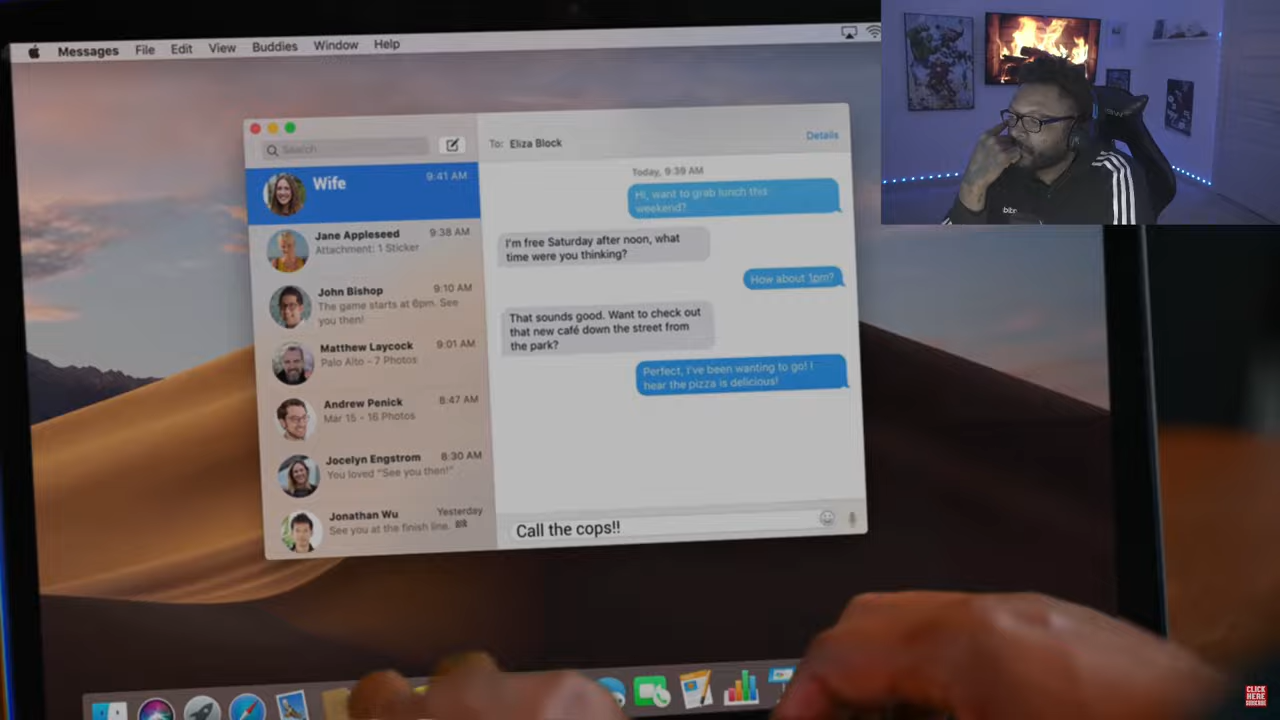 Messages File Edit View Buddies Window Help
Search
Wife 9:41 AM
Jane Appleseed 9:38 AM
Attachment: 1 Sticker
John Bishop 9:10 AM
The game starts at 6pm. See
you then!
Matthew Laycock 9:01 AM
Palo Alto - 7 Photos
Andrew Penick 8:47 AM
Mar 15 - 16 Photos
Jocelyn Engstrom 8:30 AM
You loved "See you then!"
Jonathan Wu Yesterday
See you at the finish line.
To: Eliza Block Details
Today, 9:39 AM
Hi, want to grab lunch this
weekend?
I'm free Saturday after noon, what
time were you thinking?
How about 1pm?
That sounds good. Want to check out
that new café down the street from
the park?
Perfect, I've been wanting to go! I
hear the pizza is delicious!
Call the cops!!
CLICK
HERE
SUBSCRIBE